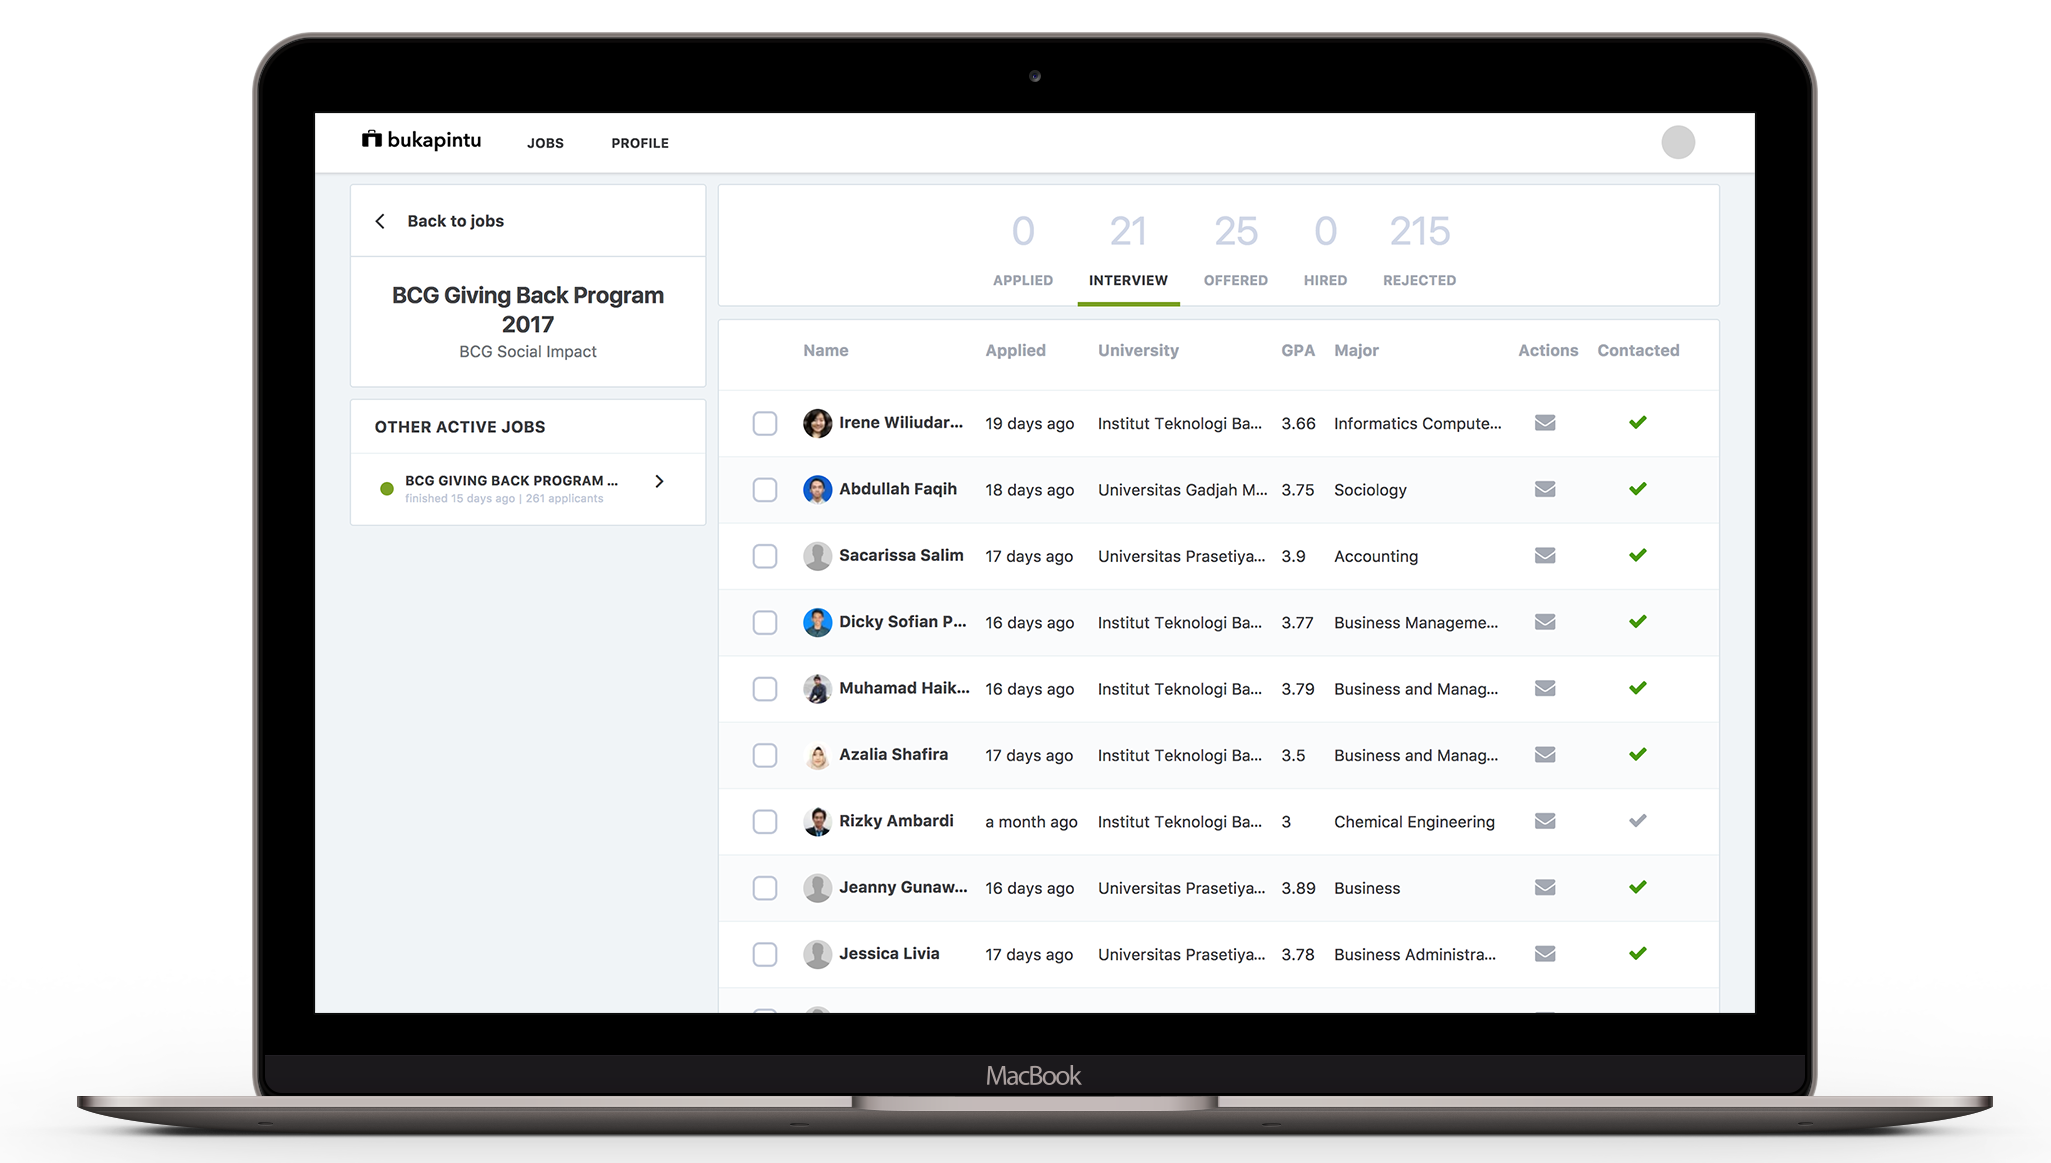 bukapintu
JOBS
PROFILE
Back to jobs
BCG Giving Back Program
2017
BCG Social Impact
OTHER ACTIVE JOBS
BCG GIVING BACK PROGRAM ...
finished 15 days ago | 261 applicants
0 21 25 0 215
APPLIED INTERVIEW OFFERED HIRED REJECTED
Name Applied University GPA Major Actions Contacted
Irene Wiliudar... 19 days ago Institut Teknologi Ba... 3.66 Informatics Compute...
Abdullah Faqih 18 days ago Universitas Gadjah M... 3.75 Sociology
Sacarissa Salim 17 days ago Universitas Prasetiya... 3.9 Accounting
Dicky Sofian P... 16 days ago Institut Teknologi Ba... 3.77 Business Manageme...
Muhamad Haik... 16 days ago Institut Teknologi Ba... 3.79 Business and Manag...
Azalia Shafira 17 days ago Institut Teknologi Ba... 3.5 Business and Manag...
Rizky Ambardi a month ago Institut Teknologi Ba... 3 Chemical Engineering
Jeanny Gunaw... 16 days ago Universitas Prasetiya... 3.89 Business
Jessica Livia 17 days ago Universitas Prasetiya... 3.78 Business Administra...
MacBook